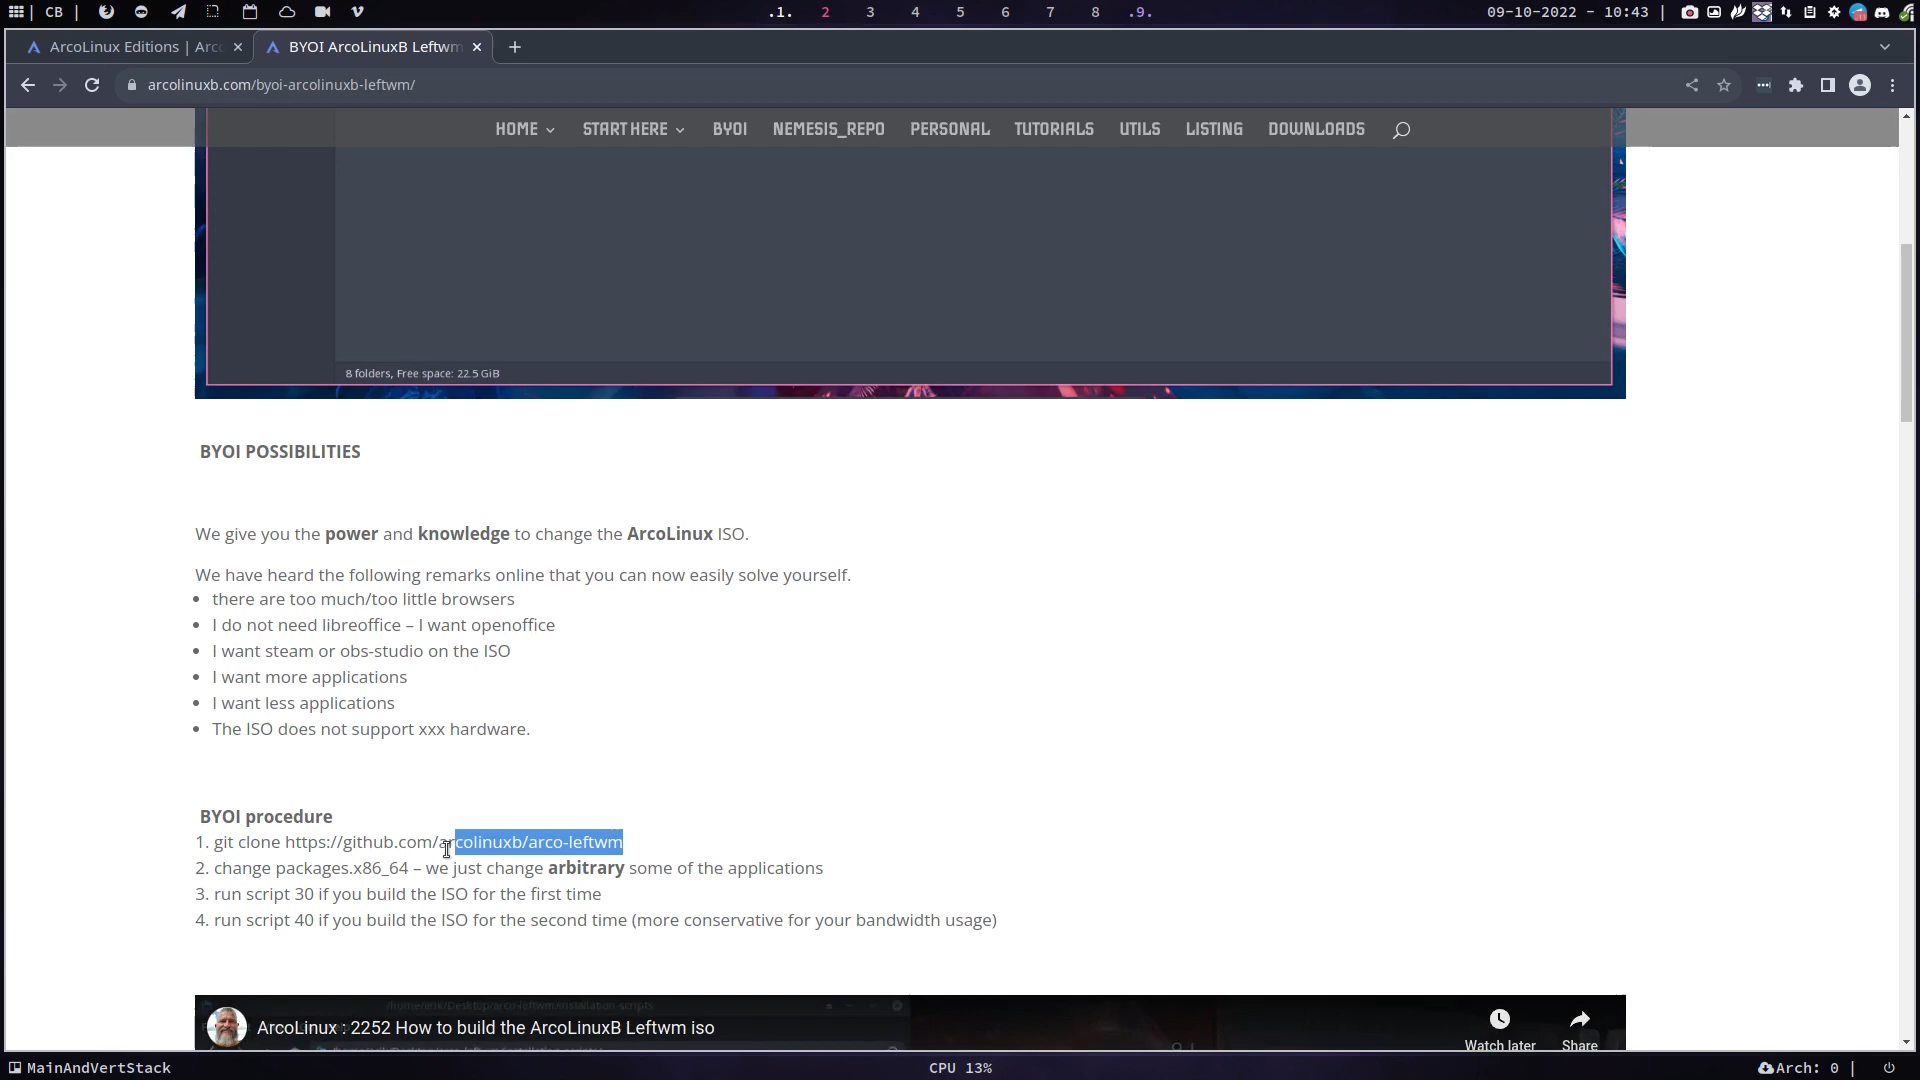 CB
.1. 2 3 4 5 6 7 8 .9.
09-10-2022 - 10:43
ArcoLinux Editions | Arco
BYOI ArcoLinuxB Leftwm
arcolinuxb.com/byoi-arcolinuxb-leftwm/
HOME START HERE BYOI NEMESIS_REPO PERSONAL TUTORIALS UTILS LISTING DOWNLOADS
8 folders, Free space: 22.5 GiB
BYOI POSSIBILITIES
We give you the power and knowledge to change the ArcoLinux ISO.
We have heard the following remarks online that you can now easily solve yourself.
• there are too much/too little browsers
• I do not need libreoffice – I want openoffice
• I want steam or obs-studio on the ISO
• I want more applications
• I want less applications
• The ISO does not support xxx hardware.
BYOI procedure
1. git clone https://github.com/arcolinuxb/arco-leftwm
2. change packages.x86_64 – we just change arbitrary some of the applications
3. run script 30 if you build the ISO for the first time
4. run script 40 if you build the ISO for the second time (more conservative for your bandwidth usage)
ArcoLinux : 2252 How to build the ArcoLinuxB Leftwm iso
Watch later
Share
MainAndVertStack
CPU 13%
Arch: 0